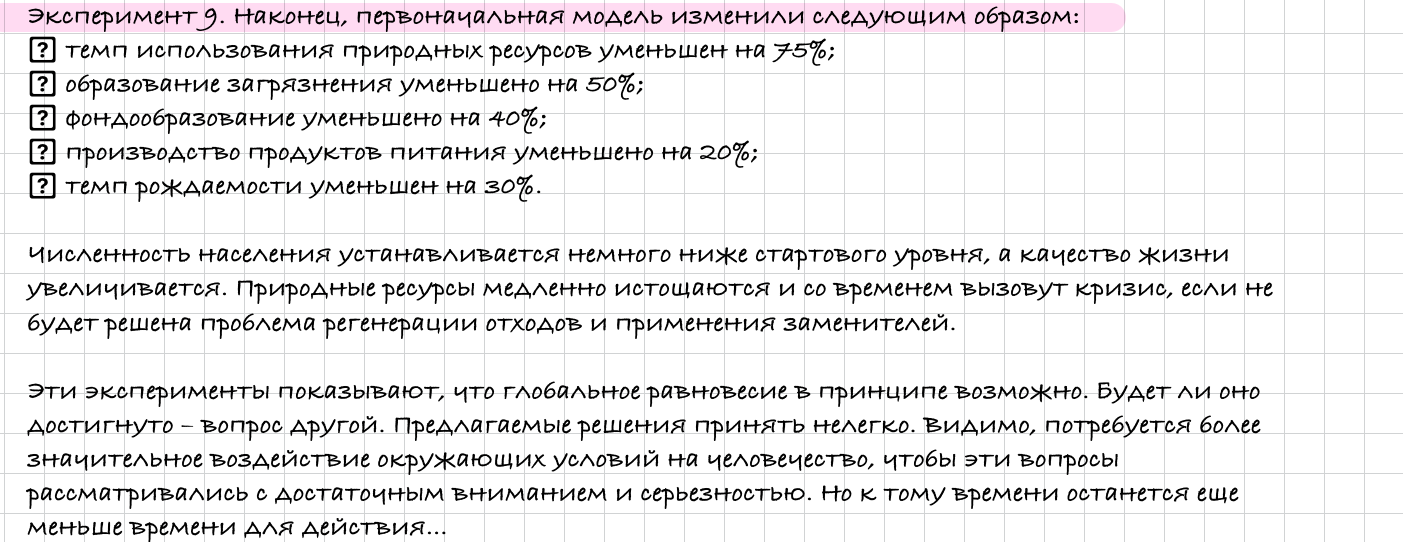 Эксперимент 9. Наконец, первоначальная модель изменили следующим образом:
⍰ темп использования природных ресурсов уменьшен на 75%;
⍰ образование загрязнения уменьшено на 50%;
⍰ фондообразование уменьшено на 40%;
⍰ производство продуктов питания уменьшено на 20%;
⍰ темп рождаемости уменьшен на 30%.
Численность населения устанавливается немного ниже стартового уровня, а качество жизни
увеличивается. Природные ресурсы медленно истощаются и со временем вызовут кризис, если не
будет решена проблема регенерации отходов и применения заменителей.
Эти эксперименты показывают, что глобальное равновесие в принципе возможно. Будет ли оно
достигнуто – вопрос другой. Предлагаемые решения принять нелегко. Видимо, потребуется более
значительное воздействие окружающих условий на человечество, чтобы эти вопросы
рассматривались с достаточным вниманием и серьезностью. Но к тому времени останется еще
меньше времени для действия...